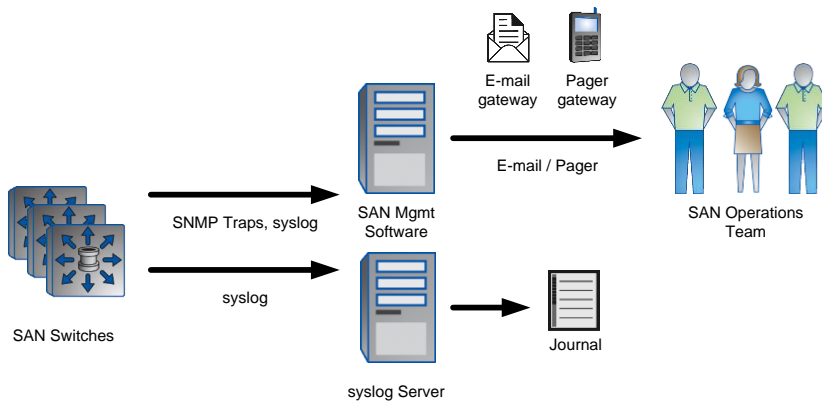 E-mail
gateway
Pager
gateway
E-mail / Pager
SNMP Traps, syslog
SAN Mgmt
Software
SAN Operations
Team
syslog
SAN Switches
Journal
syslog Server